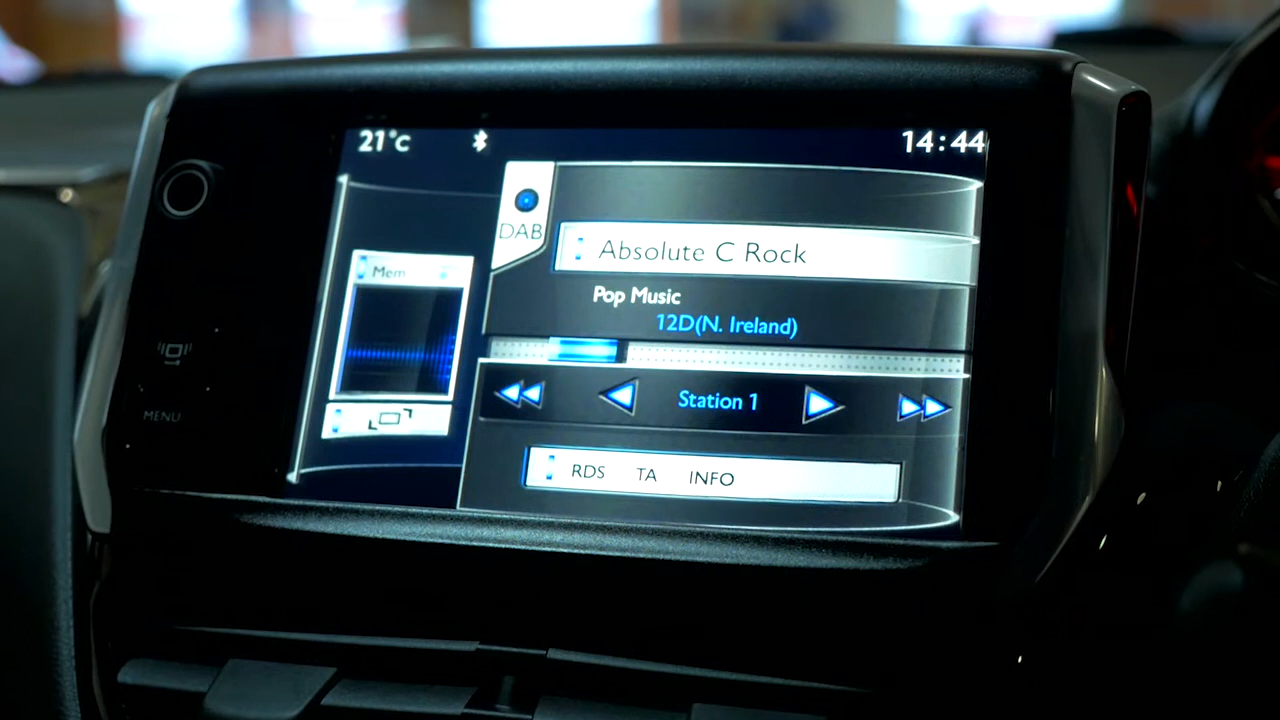 21°C 14:44
DAB
Absolute C Rock
Mem
Pop Music
12D(N. Ireland)
Station 1
MENU
RDS TA INFO